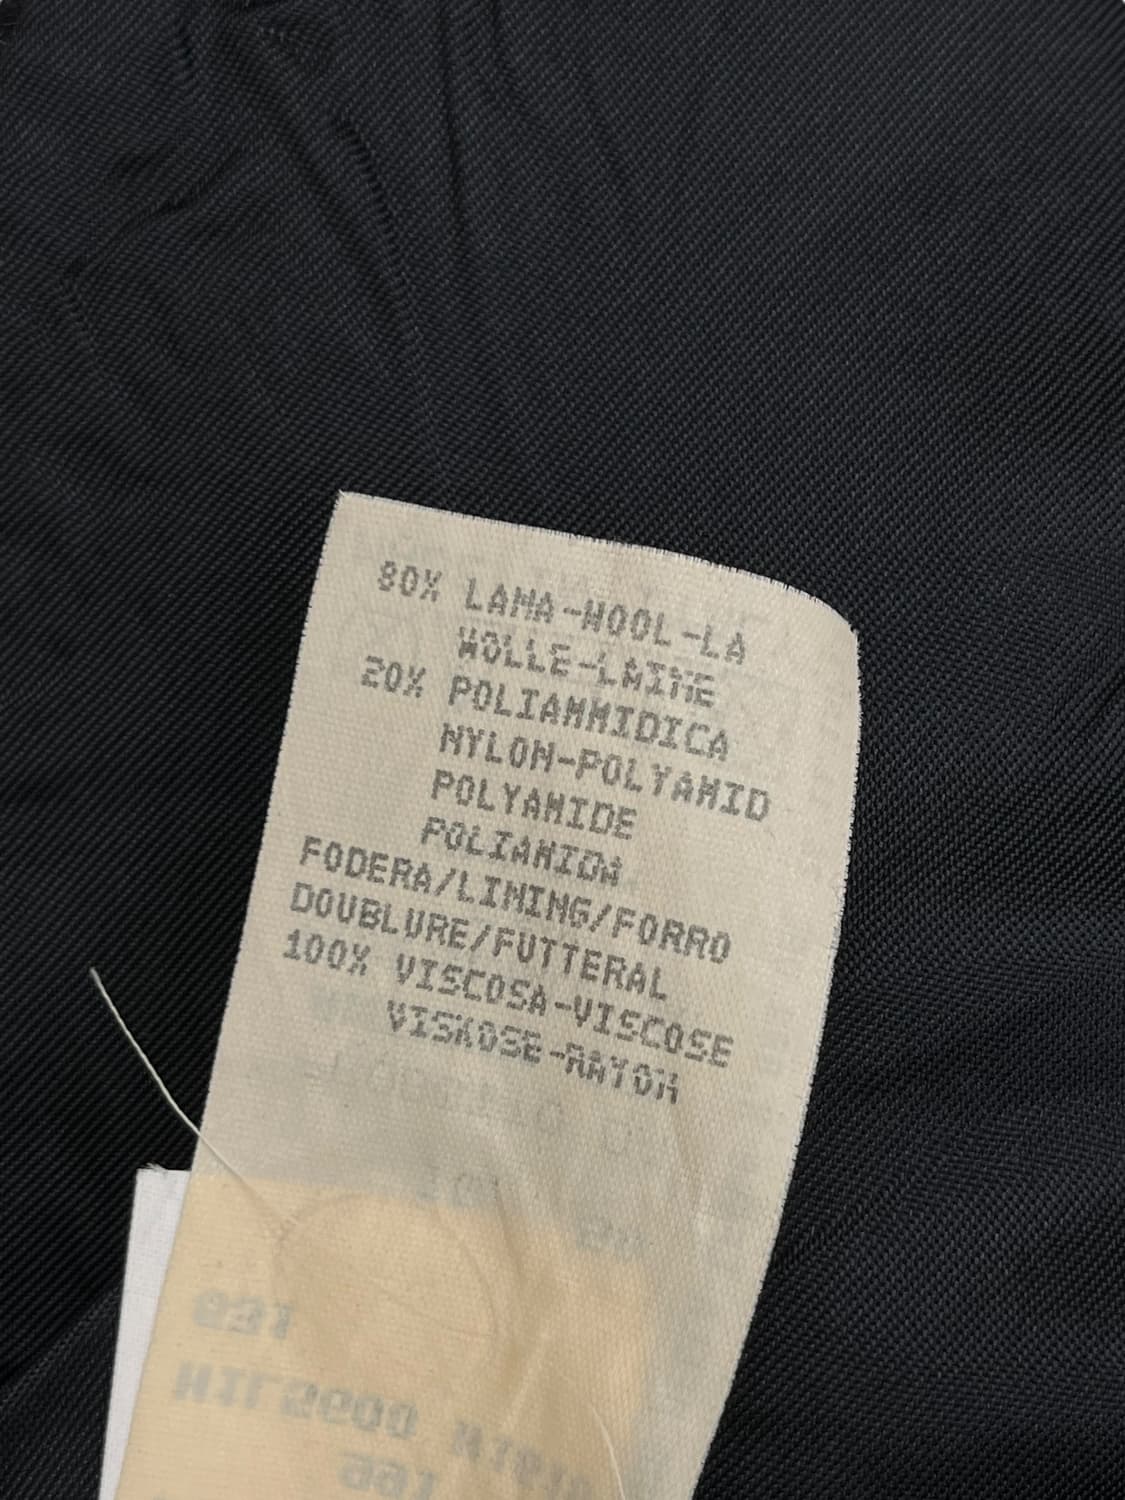 80% LANA-WOOL-LA
WOLLE-LAINE
20% POLIAMMIDICA
NYLON-POLYAMID
POLYAMIDE
POLIAMIDA
FODERA/LINING/FORRO
DOUBLURE/FUTTERAL
100% VISCOSA-VISCOSE
VISKOSE-RAYON